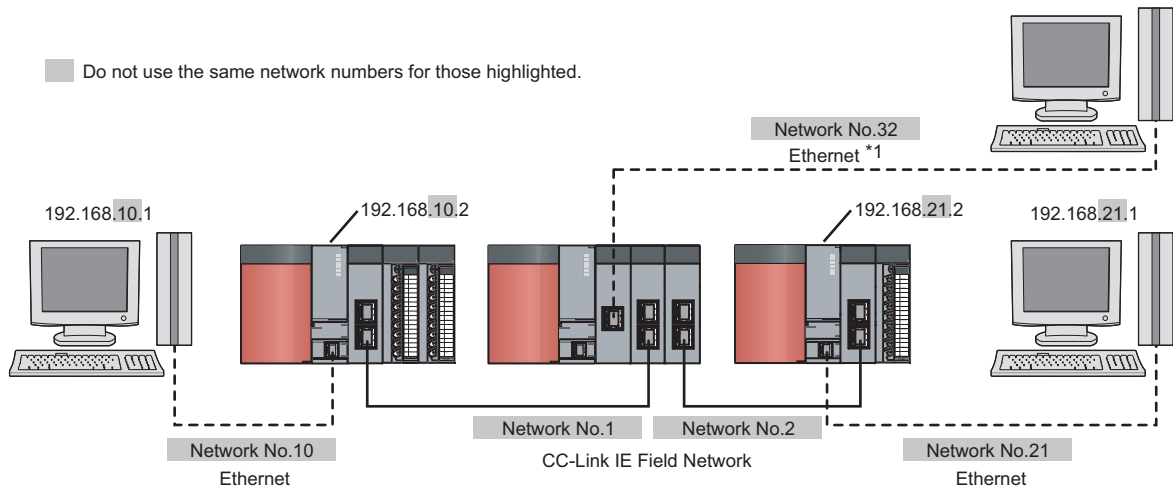 Do not use the same network numbers for those highlighted.
Network No.32
Ethernet *1
192.168.10.1
192.168.10.2
192.168.21.2
192.168.21.1
Network No.1
Network No.2
Network No.10
Ethernet
CC-Link IE Field Network
Network No.21
Ethernet